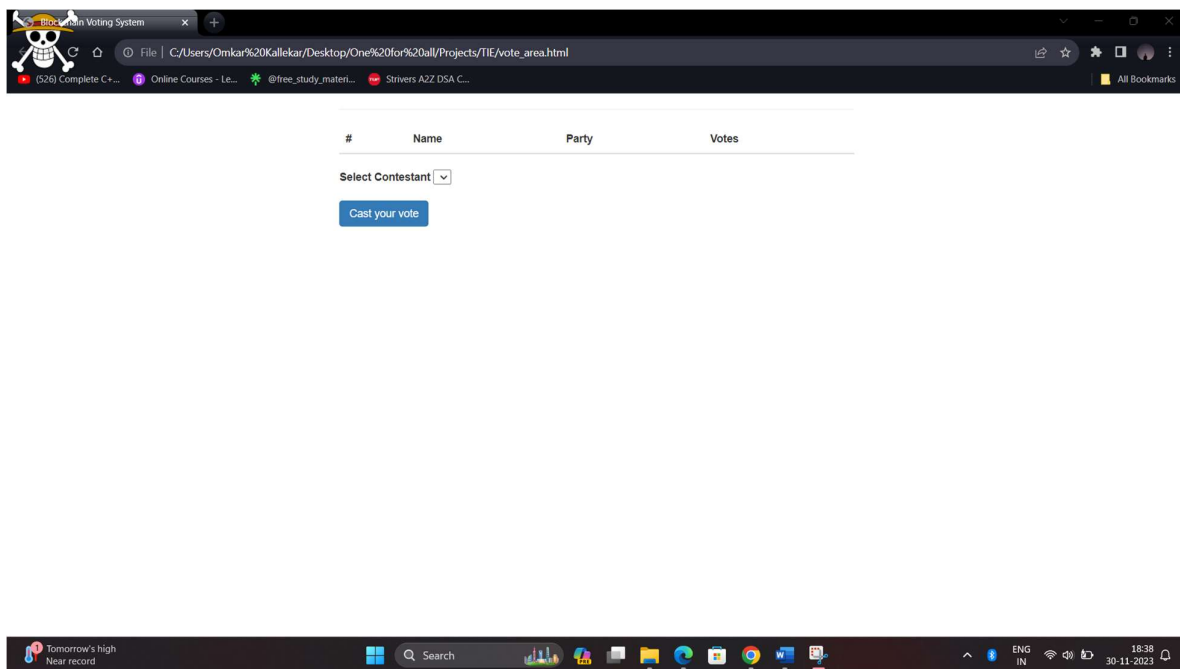 Blockchain Voting System
File | C:/Users/Omkar%20Kallekar/Desktop/One%20for%20all/Projects/TIE/vote_area.html
(526) Complete C+... Online Courses - Le... @free_study_materi... Strivers A2Z DSA C... All Bookmarks
# Name Party Votes
Select Contestant
Cast your vote
1
Tomorrow's high
Near record
Search
PRE
ENG
IN
18:38
30-11-2023